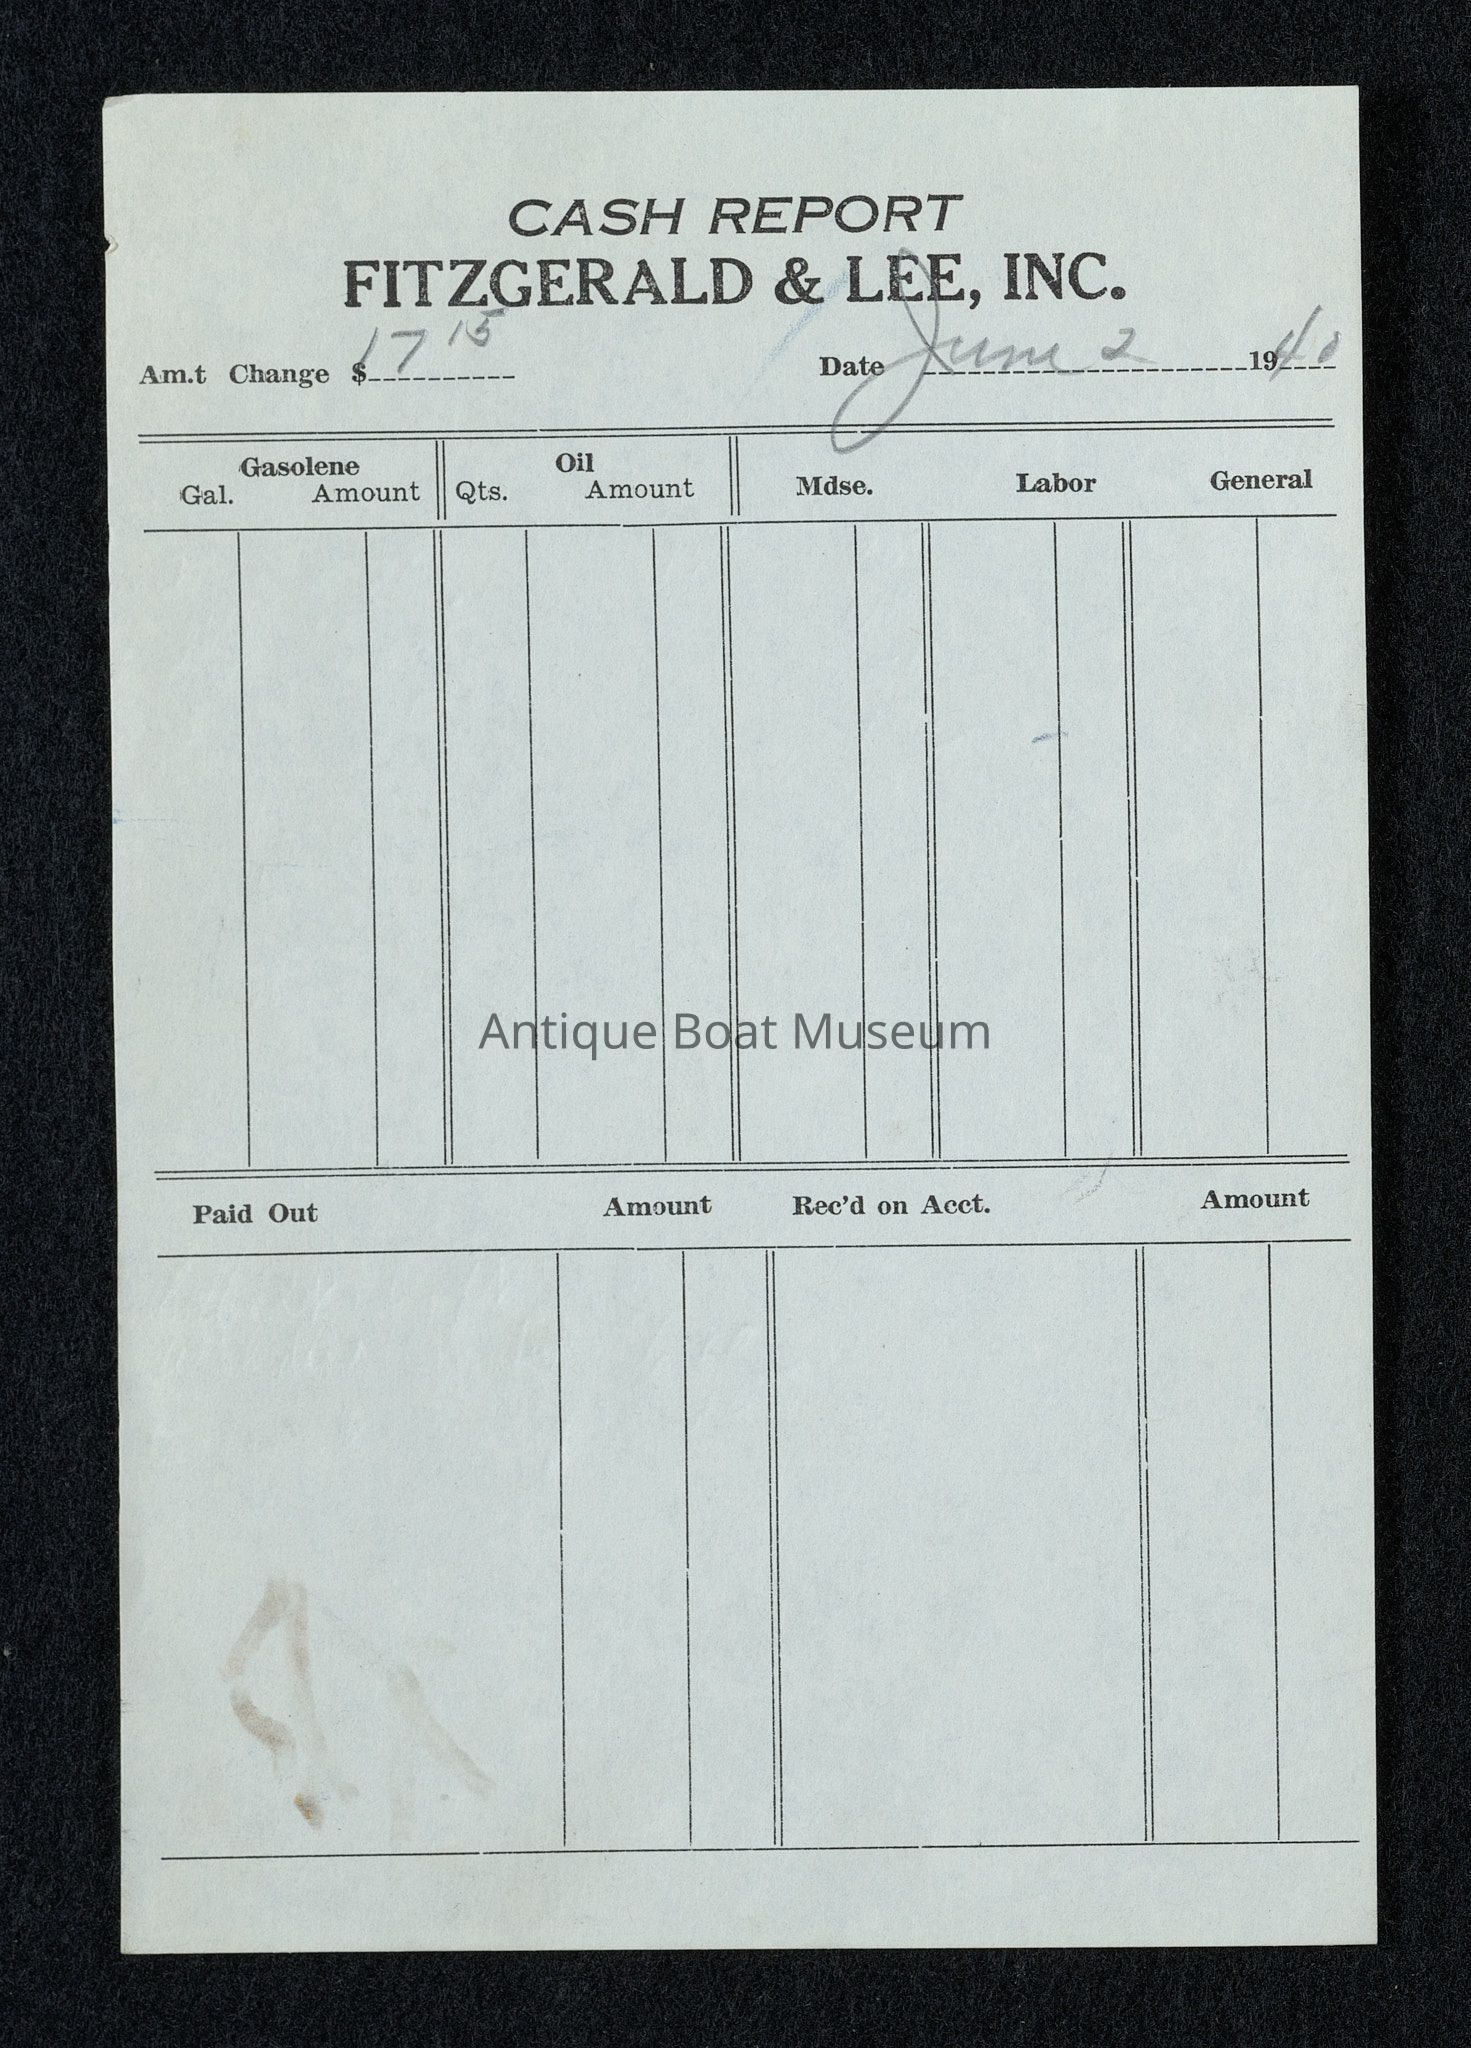 CASH REPORT
FITZGERALD & LEE, INC.
Am.t Change $ 17 15 Date June 2 1940
Gasolene Oil
Gal. Amount Qts. Amount Mdse. Labor General
Antique Boat Museum
Paid Out Amount Rec'd on Acct. Amount